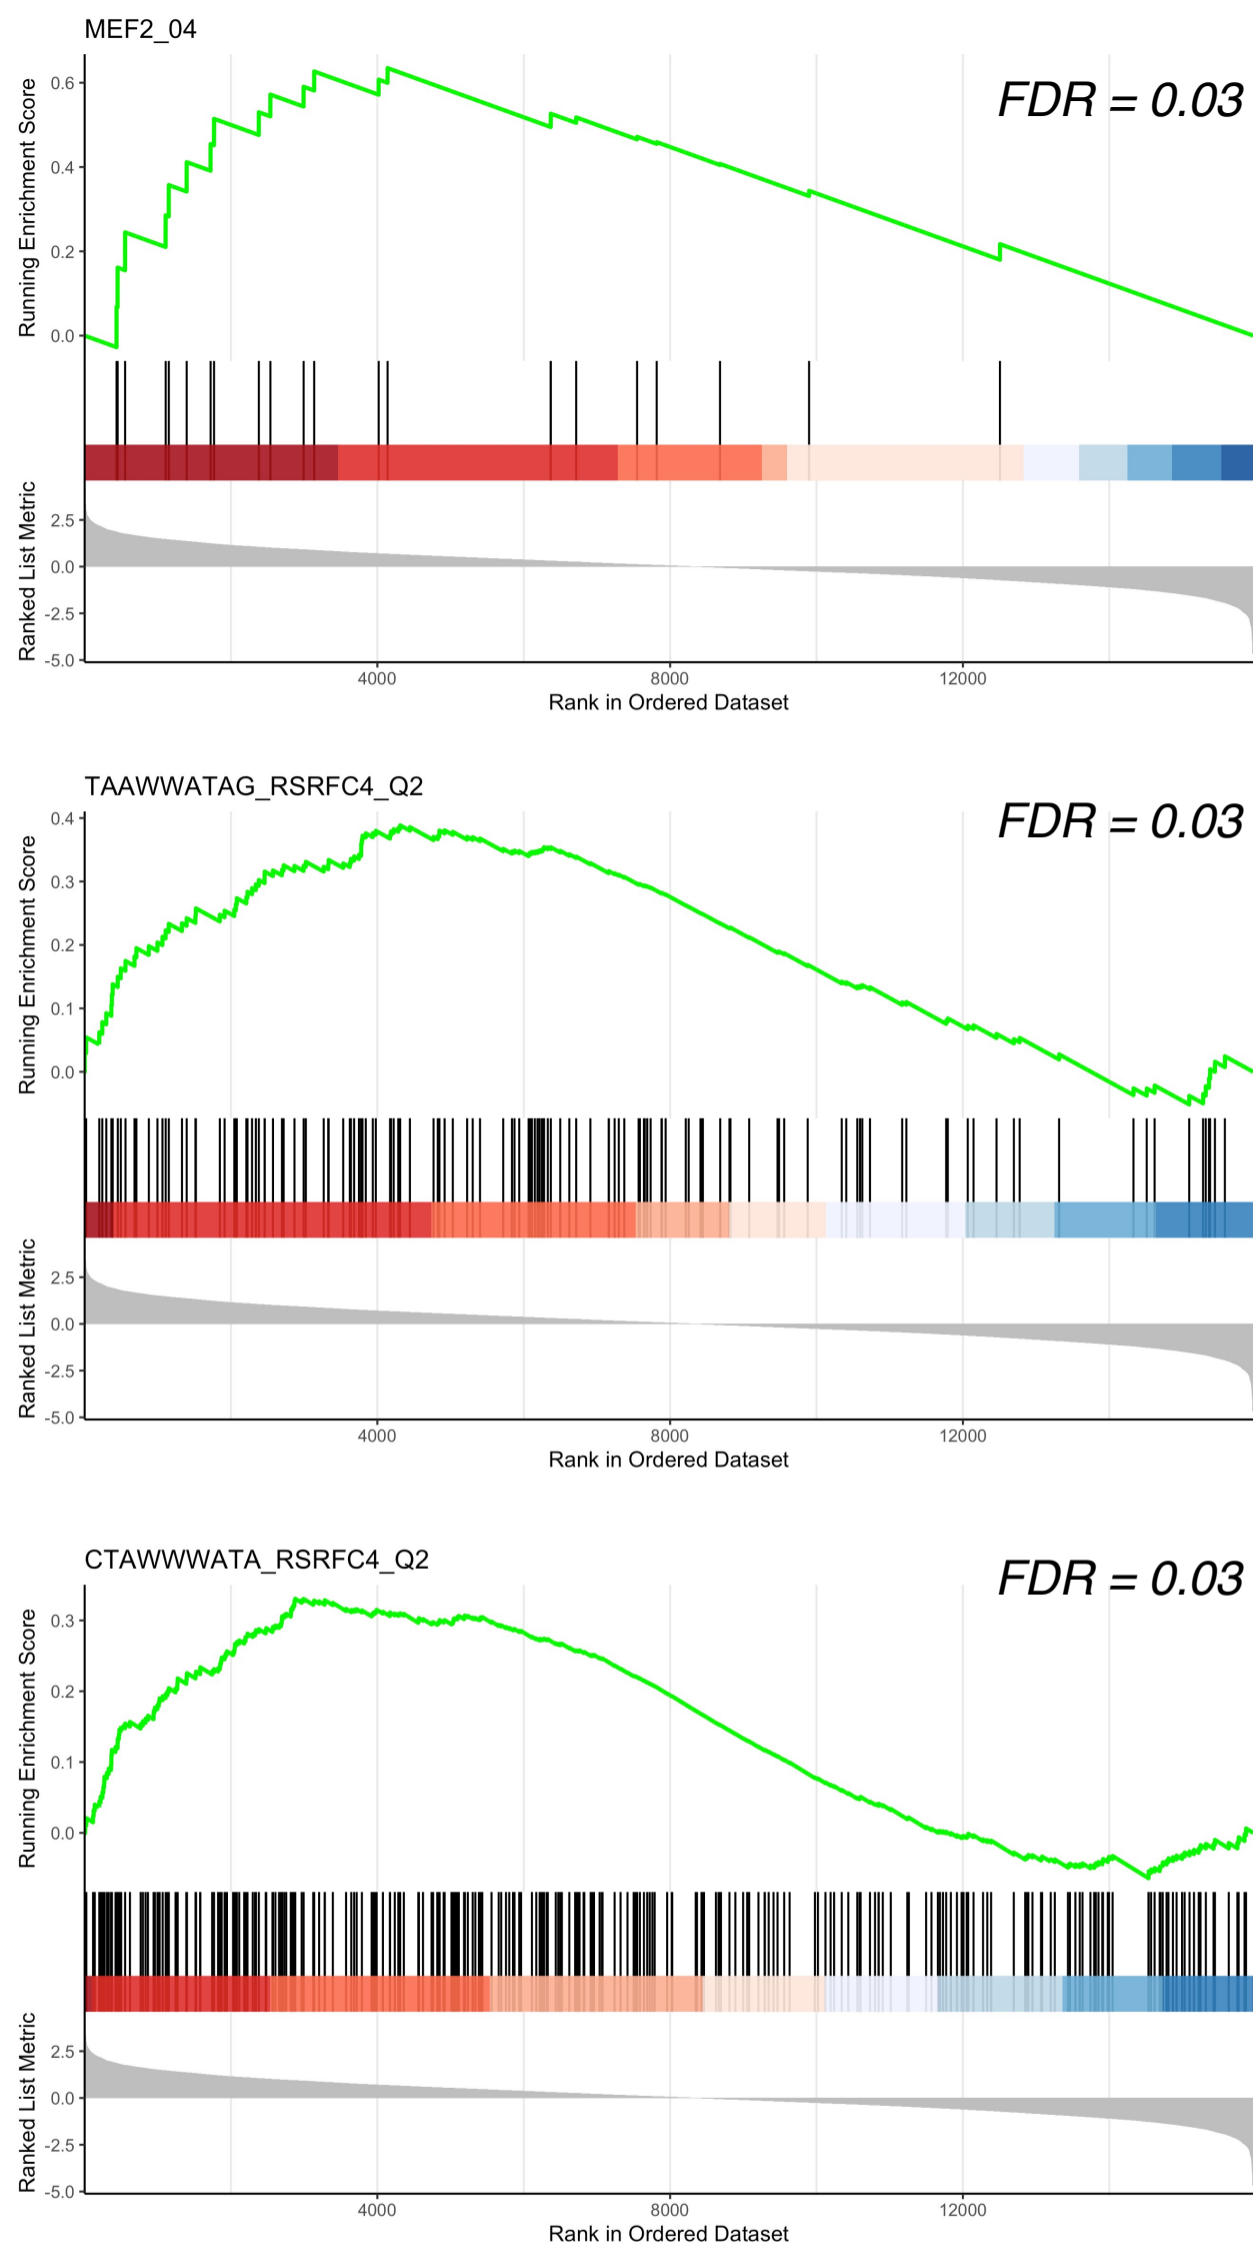 MEF2_04
FDR = 0.03
Running Enrichment Score
0.6
0.4
0.2
0.0
Ranked List Metric
2.5
0.0
-2.5
-5.0
4000 8000 12000
Rank in Ordered Dataset
TAAWWATAG_RSRFC4_Q2
FDR = 0.03
Running Enrichment Score
0.4
0.3
0.2
0.1
0.0
Ranked List Metric
2.5
0.0
-2.5
-5.0
4000 8000 12000
Rank in Ordered Dataset
CTAWWWATA_RSRFC4_Q2
FDR = 0.03
Running Enrichment Score
0.3
0.2
0.1
0.0
Ranked List Metric
2.5
0.0
-2.5
-5.0
4000 8000 12000
Rank in Ordered Dataset